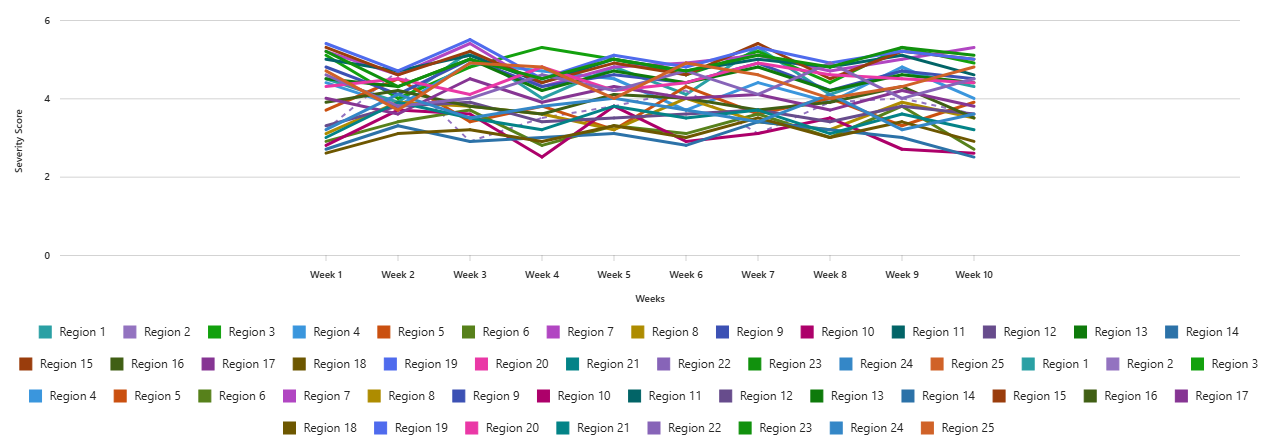 6
4
2
0
Severity Score
Week 1 Week 2 Week 3 Week 4 Week 5 Week 6 Week 7 Week 8 Week 9 Week 10
Weeks
Region 1 Region 2 Region 3 Region 4 Region 5 Region 6 Region 7 Region 8 Region 9 Region 10 Region 11 Region 12 Region 13 Region 14
Region 15 Region 16 Region 17 Region 18 Region 19 Region 20 Region 21 Region 22 Region 23 Region 24 Region 25 Region 1 Region 2 Region 3
Region 4 Region 5 Region 6 Region 7 Region 8 Region 9 Region 10 Region 11 Region 12 Region 13 Region 14 Region 15 Region 16 Region 17
Region 18 Region 19 Region 20 Region 21 Region 22 Region 23 Region 24 Region 25